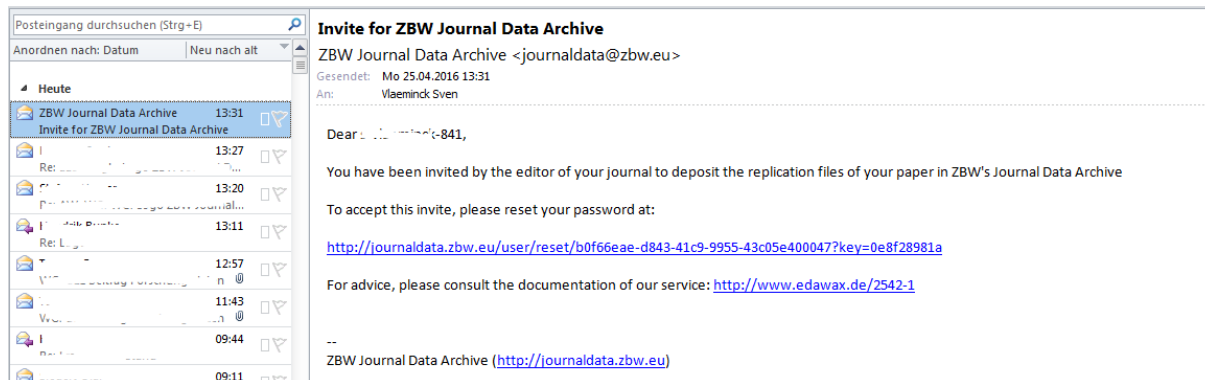 Posteingang durchsuchen (Strg+E)
Anordnen nach: Datum Neu nach alt
Heute
ZBW Journal Data Archive 13:31
Invite for ZBW Journal Data Archive
13:27
Re:
13:20
Journal...
13:11
Re:
12:57
11:43
09:44
09:11
Invite for ZBW Journal Data Archive
ZBW Journal Data Archive <journaldata@zbw.eu>
Gesendet: Mo 25.04.2016 13:31
An: Vlaeminck Sven
Dear -841,
You have been invited by the editor of your journal to deposit the replication files of your paper in ZBW's Journal Data Archive
To accept this invite, please reset your password at:
http://journaldata.zbw.eu/user/reset/b0f66eae-d843-41c9-9955-43c05e400047?key=0e8f28981a
For advice, please consult the documentation of our service: http://www.edawax.de/2542-1
--
ZBW Journal Data Archive (http://journaldata.zbw.eu)